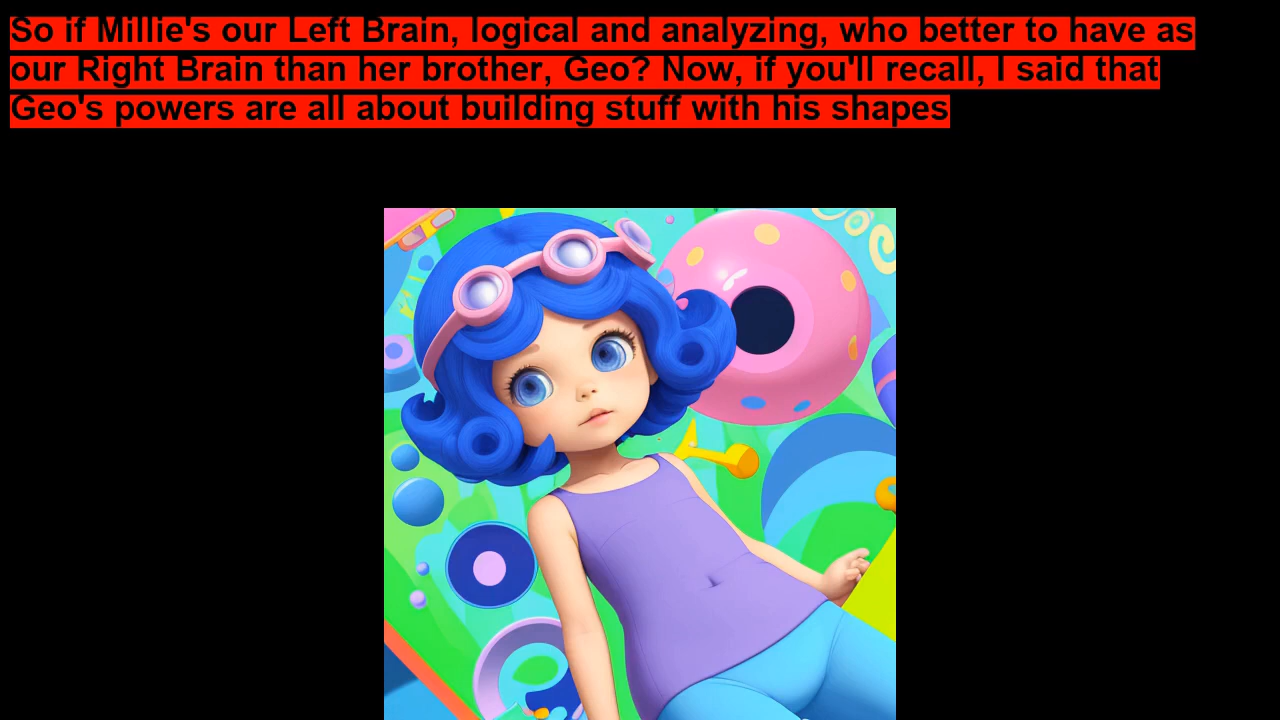 So if Millie's our Left Brain, logical and analyzing, who better to have as
our Right Brain than her brother, Geo? Now, if you'll recall, I said that
Geo's powers are all about building stuff with his shapes